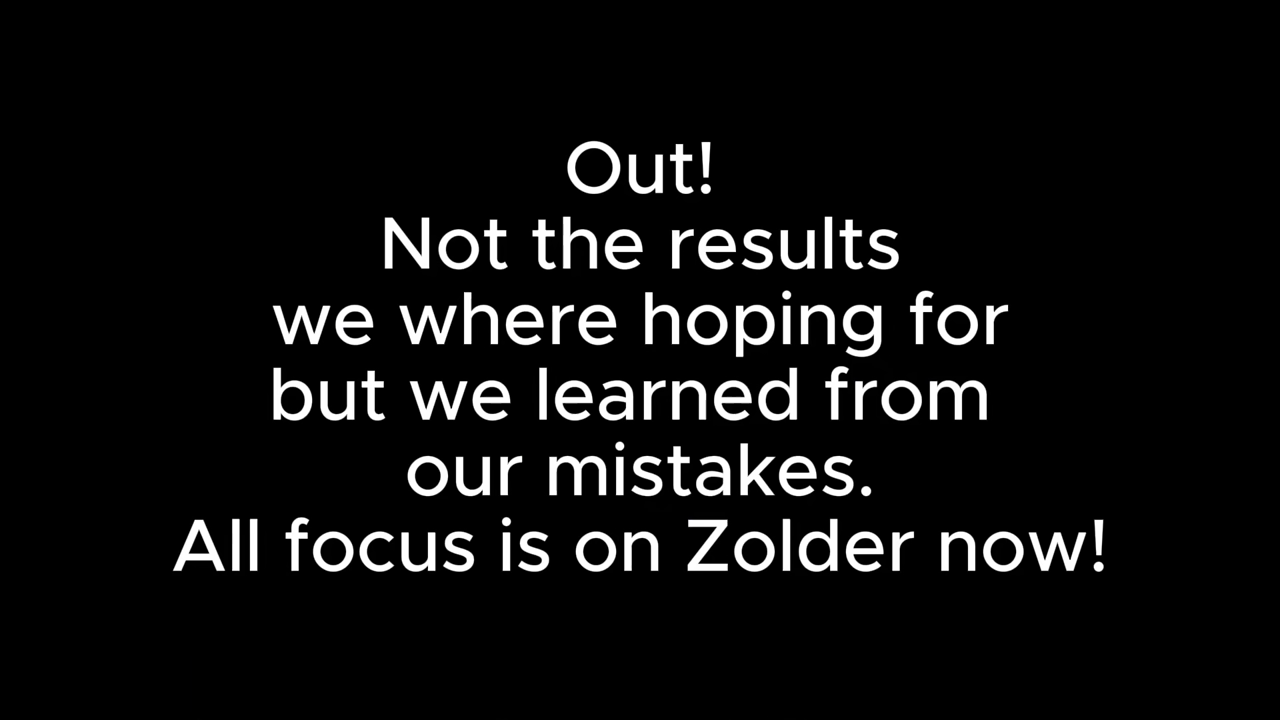 Out!
Not the results
we where hoping for
but we learned from
our mistakes.
All focus is on Zolder now!